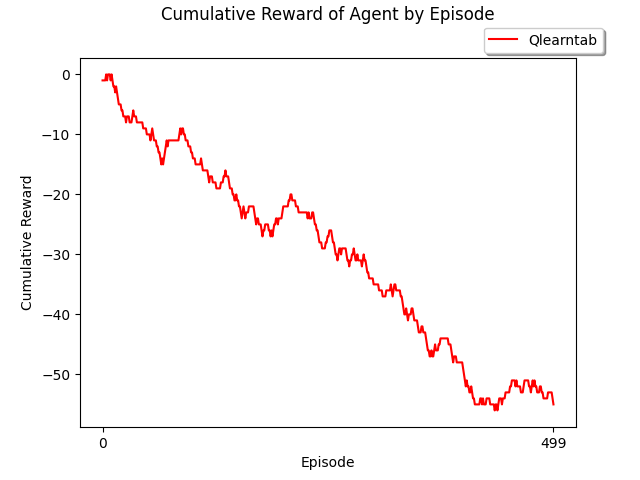 Cumulative Reward of Agent by Episode
Qlearntab
0
−10
−20
−30
−40
−50
Cumulative Reward
0
499
Episode